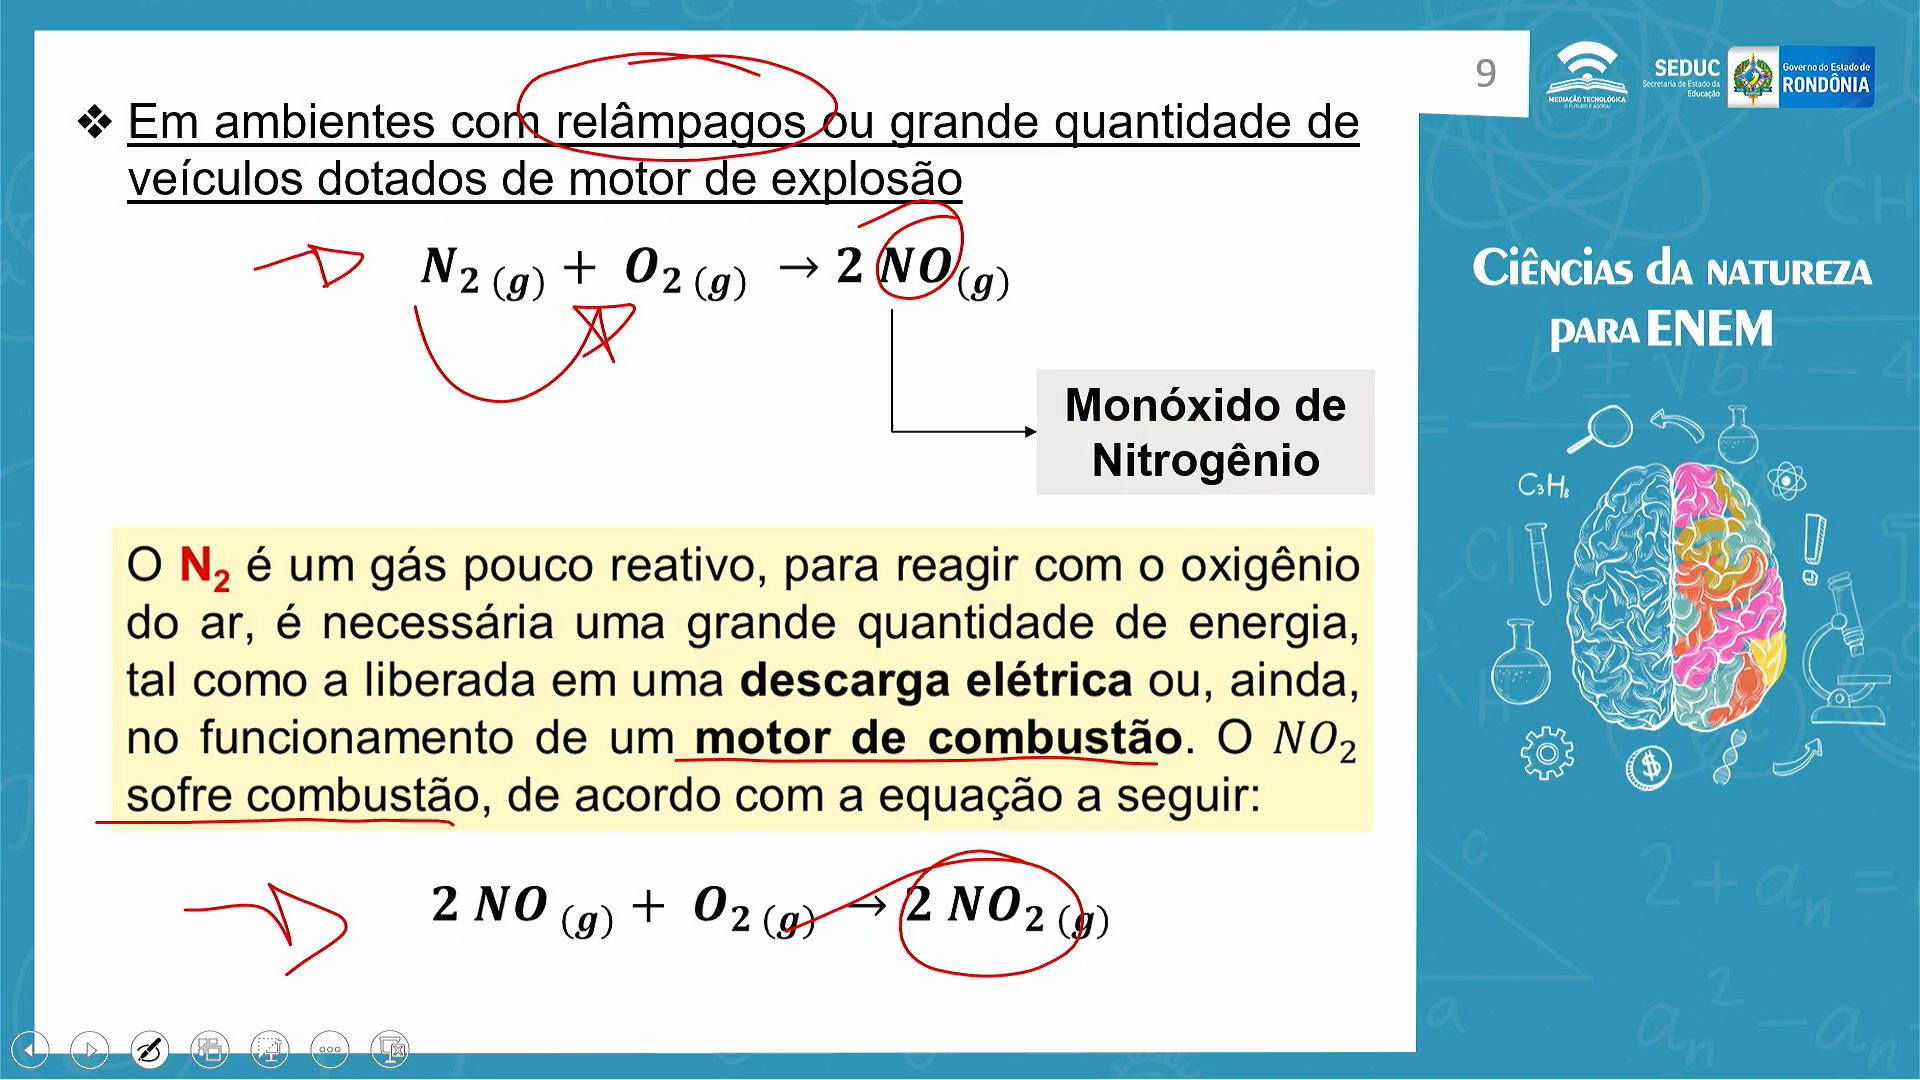 9
MEDIAÇÃO TECNOLÓGICA
O FUTURO É AGORA!
SEDUC
Secretaria de Estado da
Educação
Governo do Estado de
RONDÔNIA
❖ Em ambientes com relâmpagos ou grande quantidade de
veículos dotados de motor de explosão
N₂ (g) + O₂ (g) → 2 NO(g)
Monóxido de
Nitrogênio
O N₂ é um gás pouco reativo, para reagir com o oxigênio
do ar, é necessária uma grande quantidade de energia,
tal como a liberada em uma descarga elétrica ou, ainda,
no funcionamento de um motor de combustão. O NO₂
sofre combustão, de acordo com a equação a seguir:
2 NO (g) + O₂ (g) → 2 NO₂ (g)
CIÊNCIAS DA NATUREZA
PARA ENEM
C₃H₈